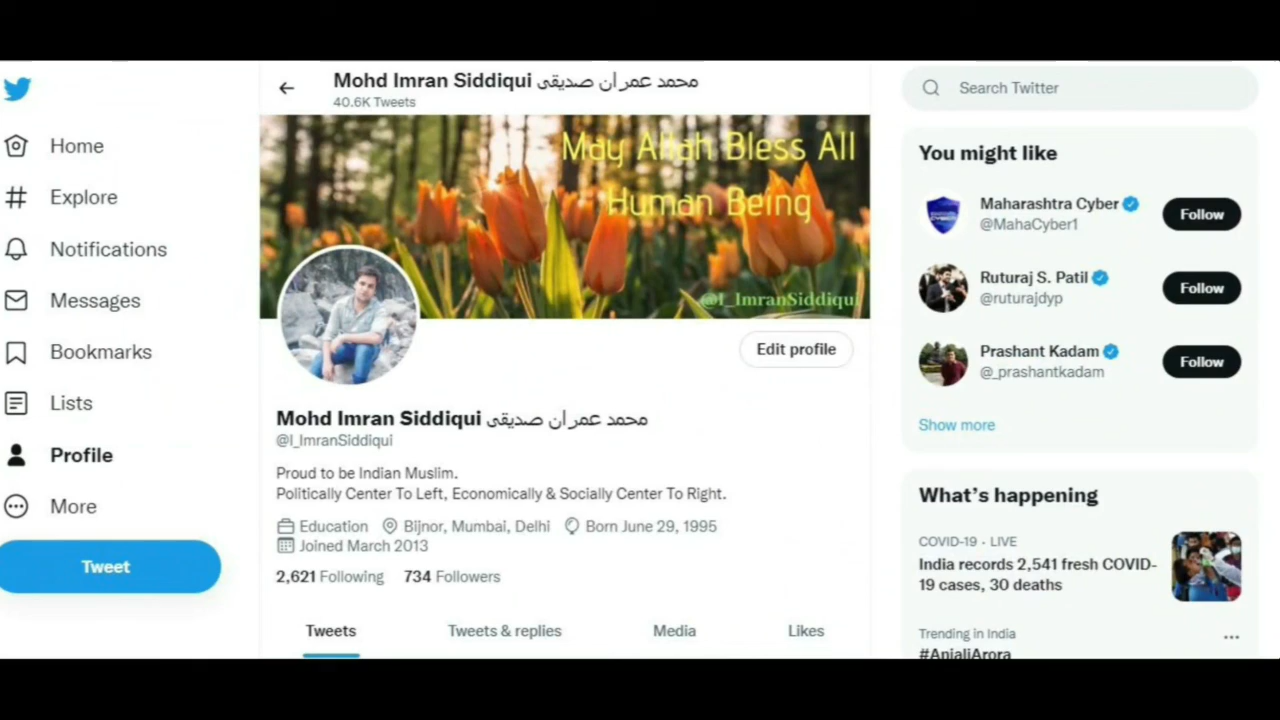 Mohd Imran Siddiqui محمد عمران صدیقی
40.6K Tweets
Home
Explore
Notifications
Messages
Bookmarks
Lists
Profile
More
Tweet
May Allah Bless All
Human Being
@I_ImranSiddiqui
Edit profile
Mohd Imran Siddiqui محمد عمران صدیقی
@I_ImranSiddiqui
Proud to be Indian Muslim.
Politically Center To Left, Economically & Socially Center To Right.
Education Bijnor, Mumbai, Delhi Born June 29, 1995
Joined March 2013
2,621 Following 734 Followers
Tweets Tweets & replies Media Likes
Search Twitter
You might like
Maharashtra Cyber
@MahaCyber1
Follow
Ruturaj S. Patil
@ruturajdyp
Follow
Prashant Kadam
@_prashantkadam
Follow
Show more
What's happening
COVID-19 · LIVE
India records 2,541 fresh COVID-
19 cases, 30 deaths
Trending in India
#AnjaliArora